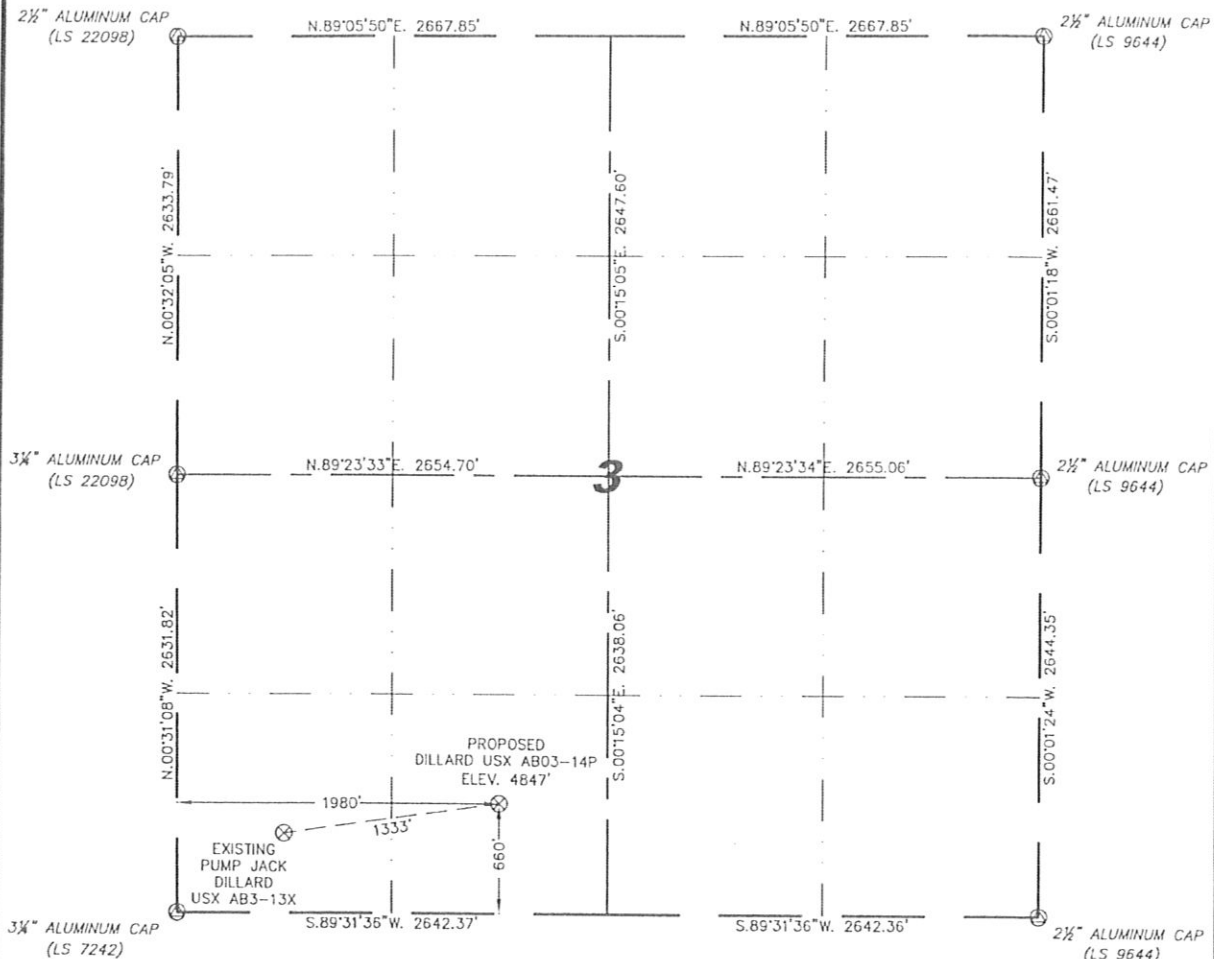 2½" ALUMINUM CAP
(LS 22098)
N.89°05'50"E. 2667.85'
N.89°05'50"E. 2667.85'
2½" ALUMINUM CAP
(LS 9644)
N.00°32'05"W. 2633.79'
S.00°15'05"E. 2647.60'
S.00°01'18"W. 2661.47'
3¼" ALUMINUM CAP
(LS 22098)
N.89°23'33"E. 2654.70'
3
N.89°23'34"E. 2655.06'
2½" ALUMINUM CAP
(LS 9644)
N.00°31'08"W. 2631.82'
S.00°15'04"E. 2638.06'
S.00°01'24"W. 2644.35'
PROPOSED
DILLARD USX AB03-14P
ELEV. 4847'
1980'
1333'
660'
EXISTING
PUMP JACK
DILLARD
USX AB3-13X
3¼" ALUMINUM CAP
(LS 7242)
S.89°31'36"W. 2642.37'
S.89°31'36"W. 2642.36'
2½" ALUMINUM CAP
(LS 9644)